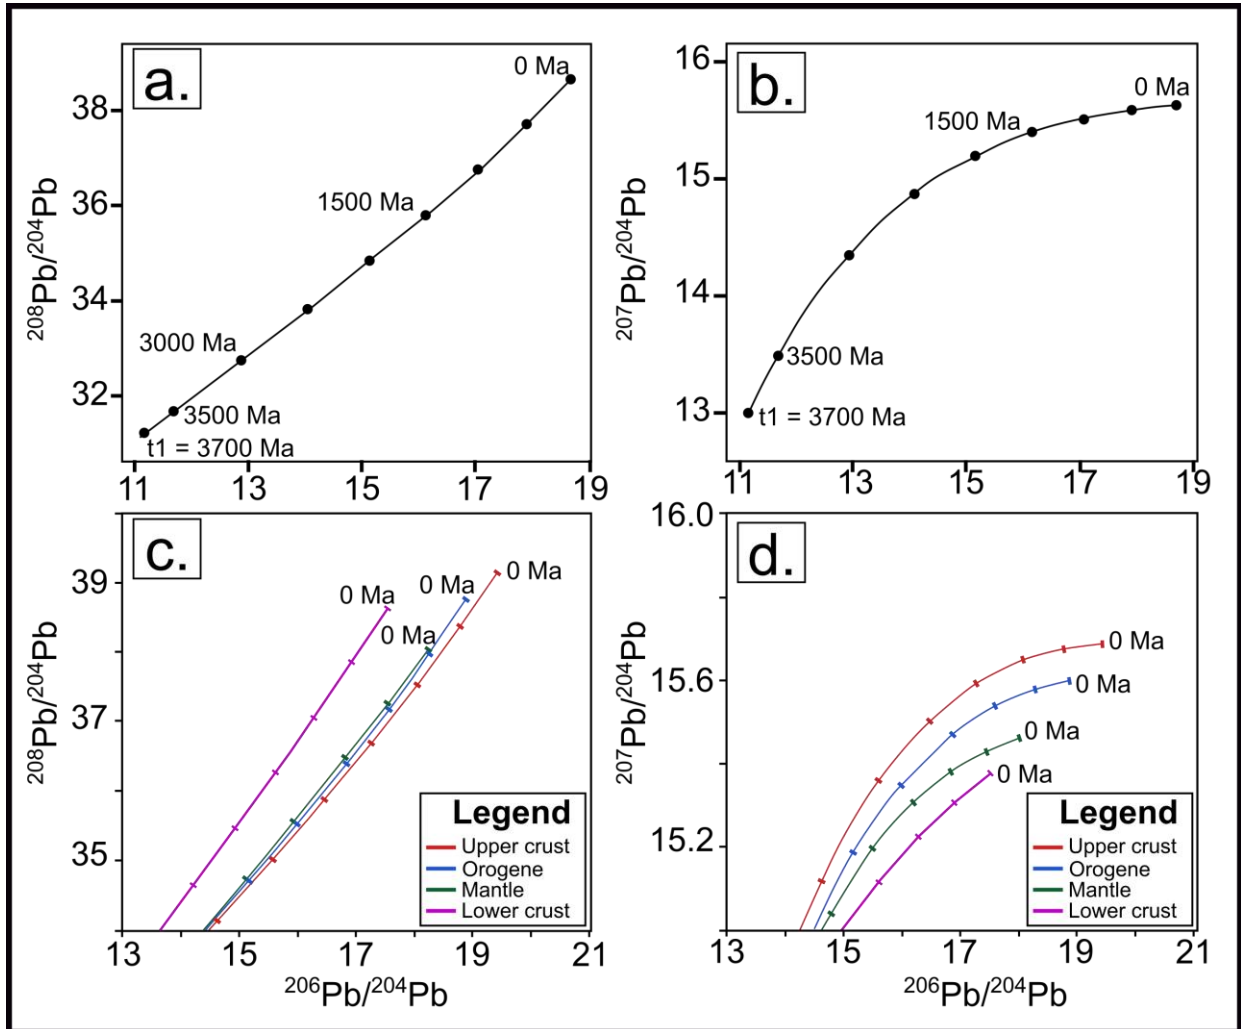 a.
0 Ma
1500 Ma
3000 Ma
3500 Ma
t1 = 3700 Ma
38
36
34
32
11 13 15 17 19
²⁰⁸Pb/²⁰⁴Pb
b.
0 Ma
1500 Ma
3500 Ma
t1 = 3700 Ma
16
15
14
13
11 13 15 17 19
²⁰⁷Pb/²⁰⁴Pb
c.
0 Ma
0 Ma
0 Ma
0 Ma
39
37
35
13 15 17 19 21
²⁰⁸Pb/²⁰⁴Pb
²⁰⁶Pb/²⁰⁴Pb
Legend
Upper crust
Orogene
Mantle
Lower crust
d.
0 Ma
0 Ma
0 Ma
0 Ma
16.0
15.6
15.2
13 15 17 19 21
²⁰⁷Pb/²⁰⁴Pb
²⁰⁶Pb/²⁰⁴Pb
Legend
Upper crust
Orogene
Mantle
Lower crust